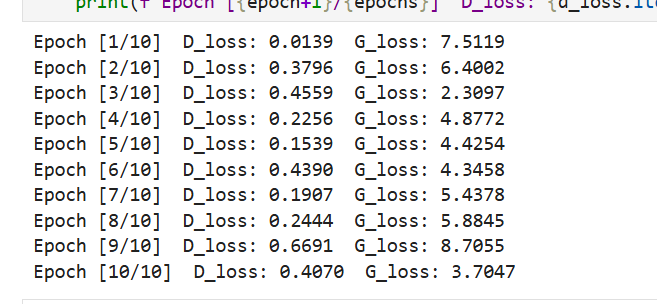 print(f"Epoch [{epoch+1}/{epochs}]  D_loss: {d_loss.ite
Epoch [1/10]  D_loss: 0.0139  G_loss: 7.5119
Epoch [2/10]  D_loss: 0.3796  G_loss: 6.4002
Epoch [3/10]  D_loss: 0.4559  G_loss: 2.3097
Epoch [4/10]  D_loss: 0.2256  G_loss: 4.8772
Epoch [5/10]  D_loss: 0.1539  G_loss: 4.4254
Epoch [6/10]  D_loss: 0.4390  G_loss: 4.3458
Epoch [7/10]  D_loss: 0.1907  G_loss: 5.4378
Epoch [8/10]  D_loss: 0.2444  G_loss: 5.8845
Epoch [9/10]  D_loss: 0.6691  G_loss: 8.7055
Epoch [10/10]  D_loss: 0.4070  G_loss: 3.7047